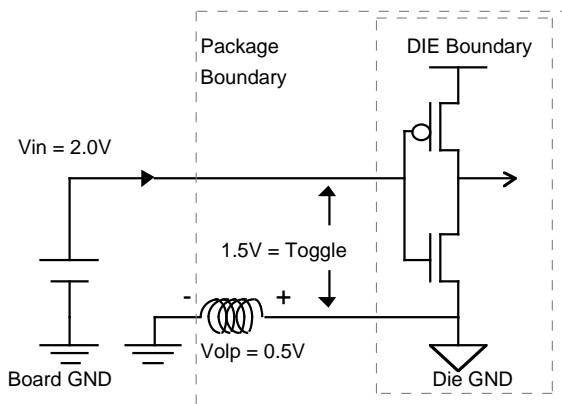 Package
Boundary
DIE Boundary
Vin = 2.0V
1.5V = Toggle
- +
Volp = 0.5V
Board GND
Die GND